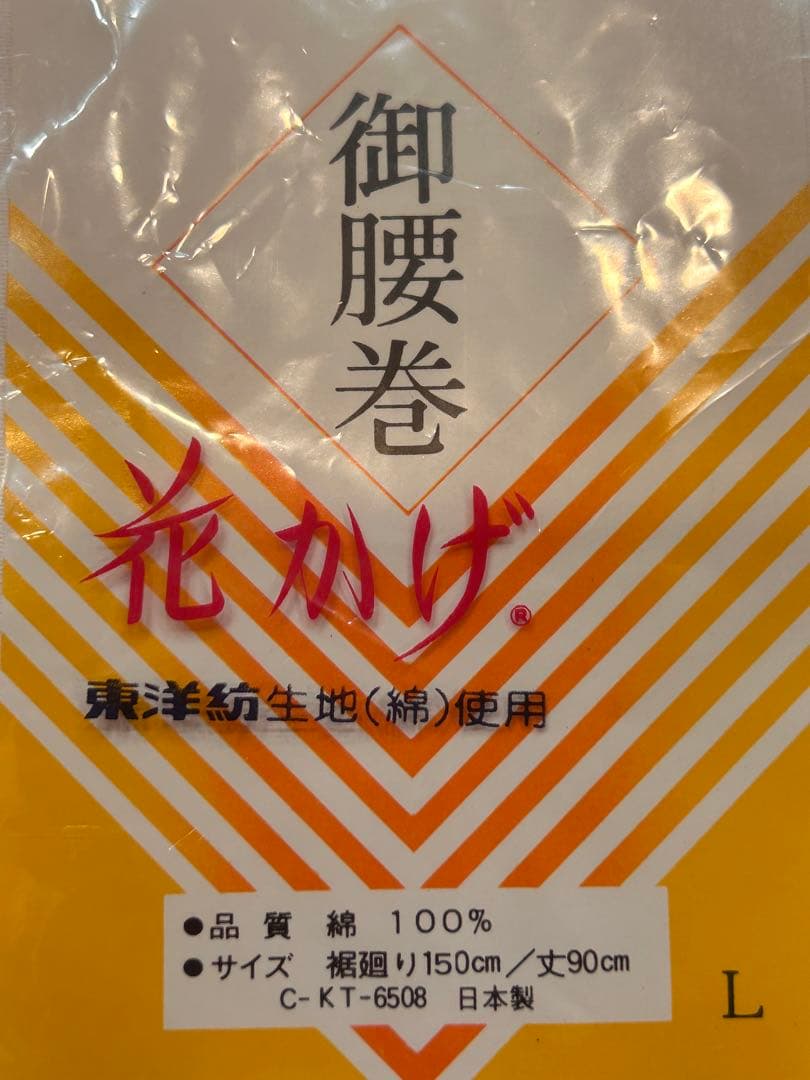 御腰巻
花かげ®
東洋紡生地(綿)使用
●品 質 綿 100%
●サイズ 裾廻り150cm/丈90cm
C-KT-6508 日本製
L